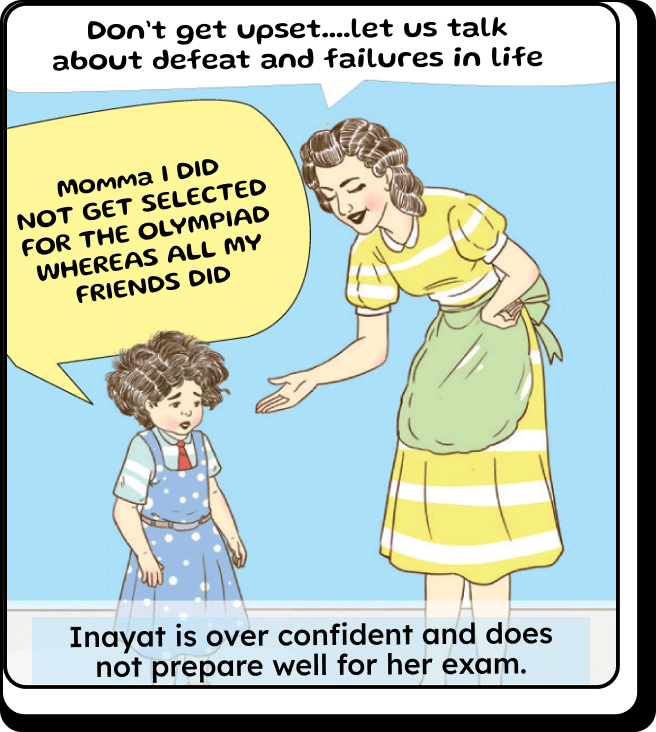 Don't get upset....let us talk
about defeat and failures in life
Momma I DID
NOT GET SELECTED
FOR THE OLYMPIAD
WHEREAS ALL MY
FRIENDS DID
Inayat is over confident and does
not prepare well for her exam.